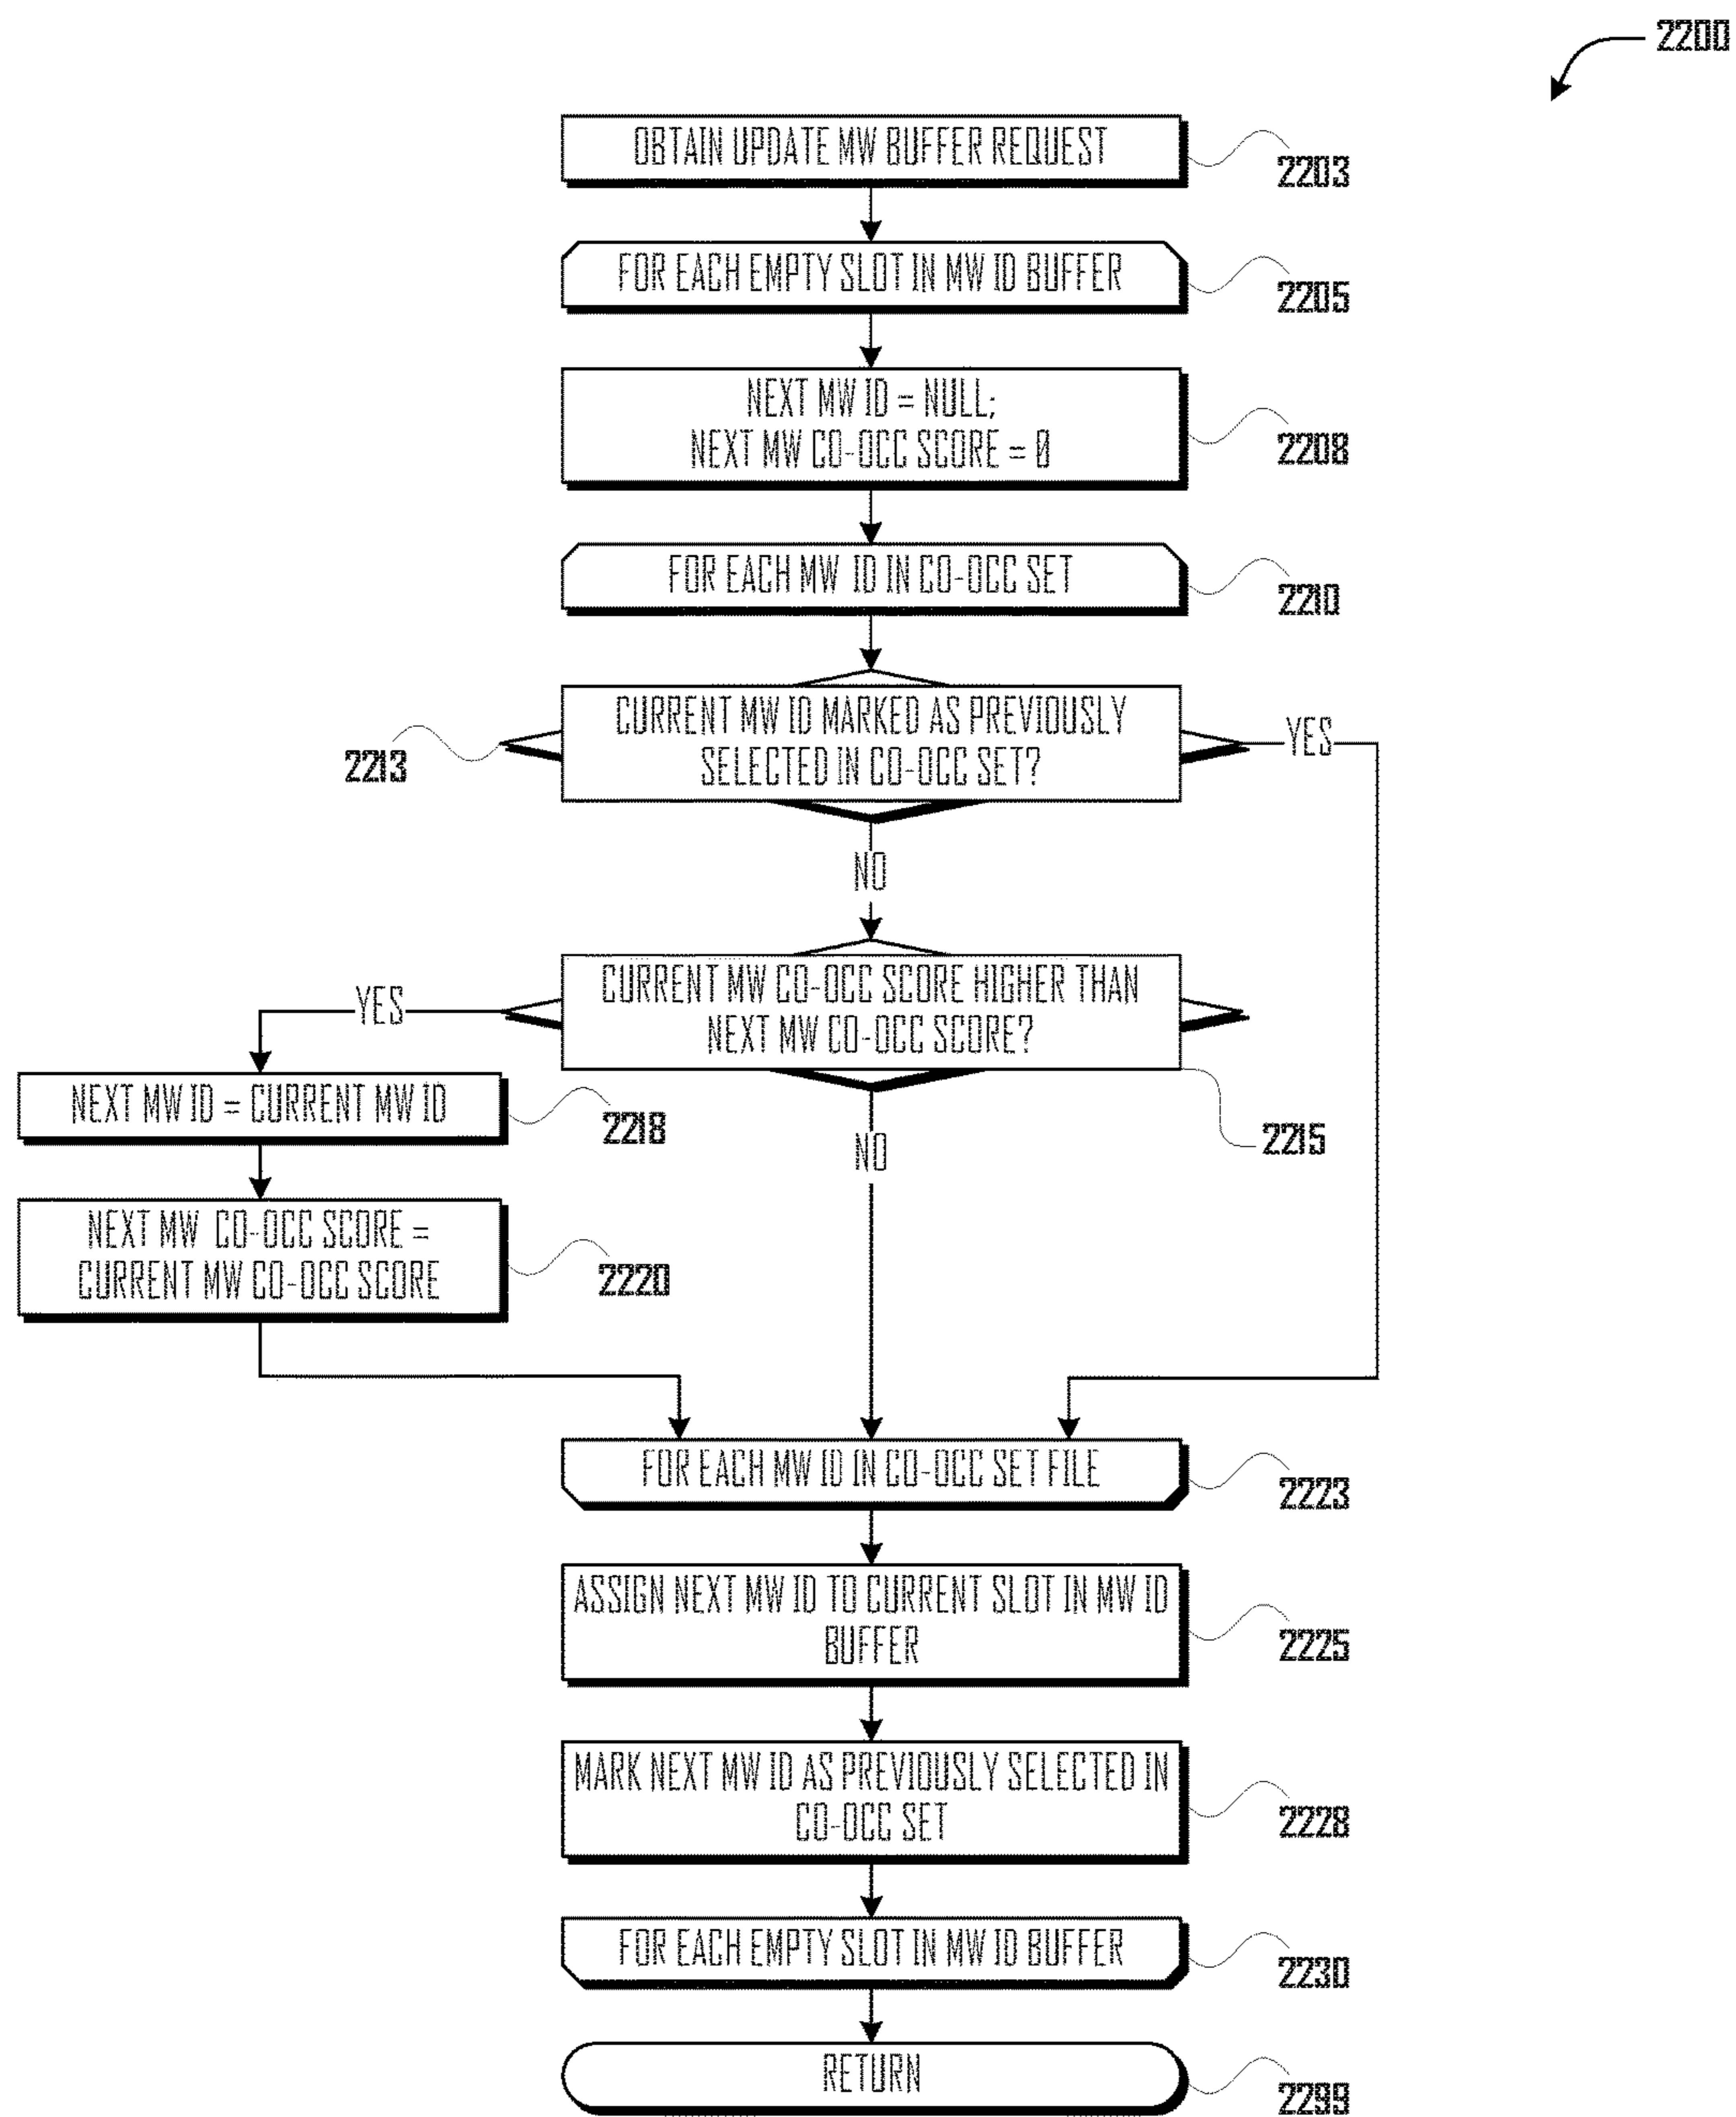 2200
OBTAIN UPDATE MW BUFFER REQUEST
2203
FOR EACH EMPTY SLOT IN MW ID BUFFER
2205
NEXT MW ID = NULL;
NEXT MW CO-OCC SCORE = 0
2208
FOR EACH MW ID IN CO-OCC SET
2210
CURRENT MW ID MARKED AS PREVIOUSLY
SELECTED IN CO-OCC SET?
2213
YES
NO
CURRENT MW CO-OCC SCORE HIGHER THAN
NEXT MW CO-OCC SCORE?
2215
YES
NO
NEXT MW ID = CURRENT MW ID
2218
NEXT MW CO-OCC SCORE =
CURRENT MW CO-OCC SCORE
2220
FOR EACH MW ID IN CO-OCC SET FILE
2223
ASSIGN NEXT MW ID TO CURRENT SLOT IN MW ID
BUFFER
2225
MARK NEXT MW ID AS PREVIOUSLY SELECTED IN
CO-OCC SET
2228
FOR EACH EMPTY SLOT IN MW ID BUFFER
2230
RETURN
2299